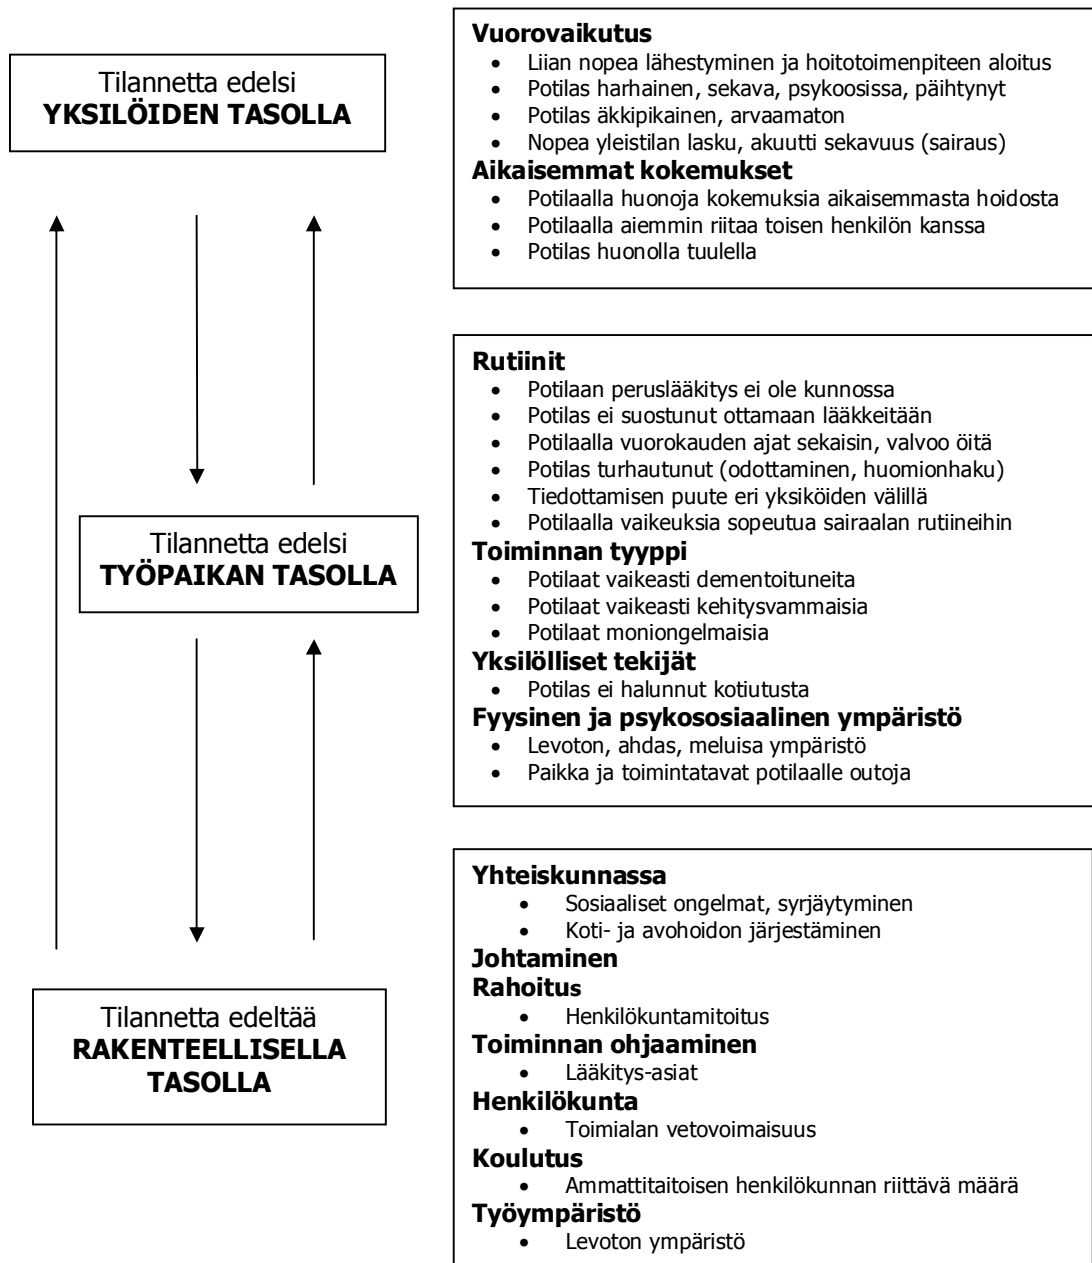 Tilannetta edelsi
YKSILÖIDEN TASOLLA
Vuorovaikutus
• Liian nopea lähestyminen ja hoitotoimenpiteen aloitus
• Potilas harhainen, sekava, psykoosissa, päihtynyt
• Potilas äkkipikainen, arvaamaton
• Nopea yleistilan lasku, akuutti sekavuus (sairaus)
Aikaisemmat kokemukset
• Potilaalla huonoja kokemuksia aikaisemmasta hoidosta
• Potilaalla aiemmin riitaa toisen henkilön kanssa
• Potilas huonolla tuulella
Tilannetta edelsi
TYÖPAIKAN TASOLLA
Rutiinit
• Potilaan peruslääkitys ei ole kunnossa
• Potilas ei suostunut ottamaan lääkkeitään
• Potilaalla vuorokauden ajat sekaisin, valvoo öitä
• Potilas turhautunut (odottaminen, huomionhaku)
• Tiedottamisen puute eri yksiköiden välillä
• Potilaalla vaikeuksia sopeutua sairaalan rutiineihin
Toiminnan tyyppi
• Potilaat vaikeasti dementoituneita
• Potilaat vaikeasti kehitysvammaisia
• Potilaat moniongelmaisia
Yksilölliset tekijät
• Potilas ei halunnut kotiutusta
Fyysinen ja psykososiaalinen ympäristö
• Levoton, ahdas, meluisa ympäristö
• Paikka ja toimintatavat potilaalle outoja
Tilannetta edeltää
RAKENTEELLISELLA
TASOLLA
Yhteiskunnassa
• Sosiaaliset ongelmat, syrjäytyminen
• Koti- ja avohoidon järjestäminen
Johtaminen
Rahoitus
• Henkilökuntamitoitus
Toiminnan ohjaaminen
• Lääkitys-asiat
Henkilökunta
• Toimialan vetovoimaisuus
Koulutus
• Ammattitaitoisen henkilökunnan riittävä määrä
Työympäristö
• Levoton ympäristö